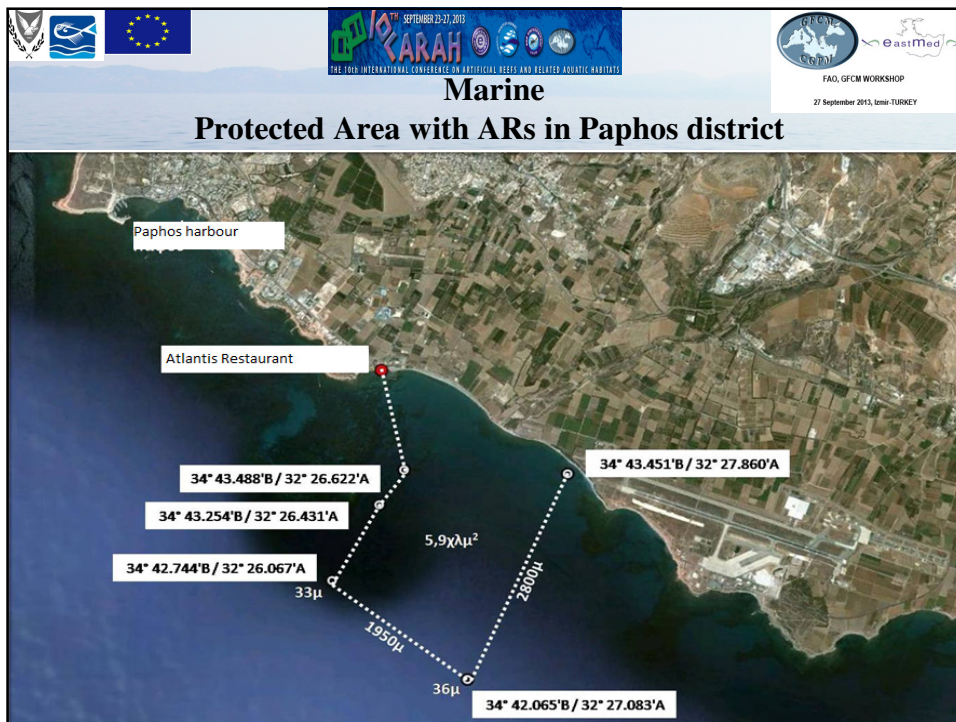 10TH
SEPTEMBER 23-27, 2013
CARAH
THE 10th INTERNATIONAL CONFERENCE ON ARTIFICIAL REEFS AND RELATED AQUATIC HABITATS
GFCM
CGPM
eastMed
FAO, GFCM WORKSHOP
27 September 2013, Izmir-TURKEY
Marine
Protected Area with ARs in Paphos district
Paphos harbour
Atlantis Restaurant
34° 43.488'B / 32° 26.622'A
34° 43.451'B / 32° 27.860'A
34° 43.254'B / 32° 26.431'A
5,9χλμ²
34° 42.744'B / 32° 26.067'A
33μ
2800μ
1950μ
36μ
34° 42.065'B / 32° 27.083'A